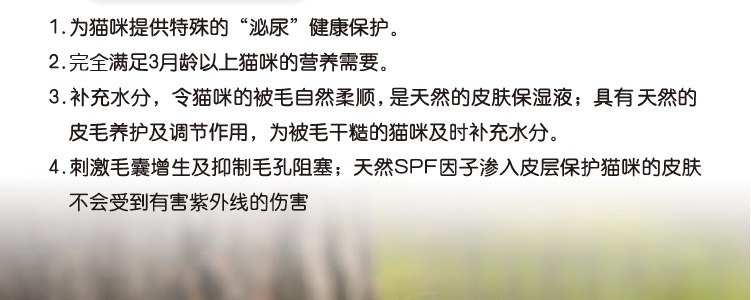 1.为猫咪提供特殊的“泌尿”健康保护。
2.完全满足3月龄以上猫咪的营养需要。
3.补充水分，令猫咪的被毛自然柔顺，是天然的皮肤保湿液；具有天然的
皮毛养护及调节作用，为被毛干糙的猫咪及时补充水分。
4.刺激毛囊增生及抑制毛孔阻塞；天然SPF因子渗入皮层保护猫咪的皮肤
不会受到有害紫外线的伤害